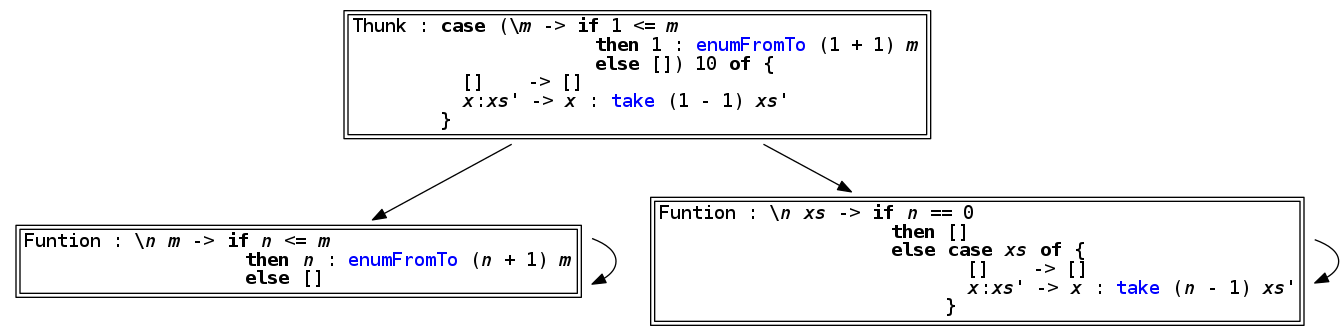 Thunk : case (\m -> if 1 <= m
then 1 : enumFromTo (1 + 1) m
else []) 10 of {
[]    -> []
x:xs' -> x : take (1 - 1) xs'
}
Funtion : \n m -> if n <= m
then n : enumFromTo (n + 1) m
else []
Funtion : \n xs -> if n == 0
then []
else case xs of {
[]    -> []
x:xs' -> x : take (n - 1) xs'
}